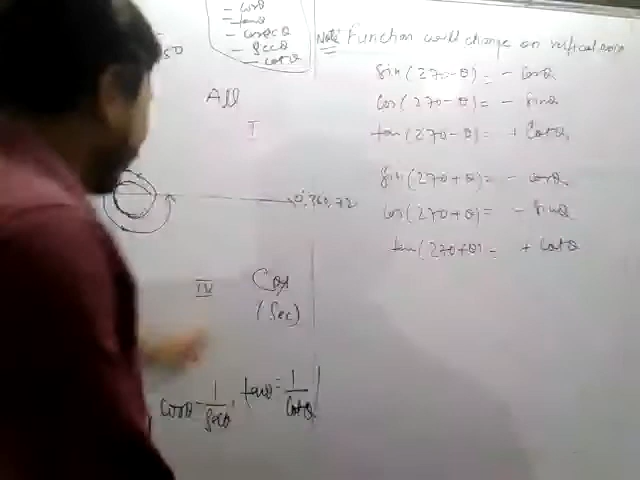 - cosθ
- tanθ
- cosecθ
- secθ
- cotθ
Note Function will change on vertical axis
sin(270-θ) = - cosθ
cos(270-θ) = - sinθ
tan(270-θ) = + cotθ
sin(270+θ) = - cosθ
cos(270+θ) = - sinθ
tan(270+θ) = + cotθ
All
I
0, 360, 72
IV Cos
(Sec)
cosθ = 1/secθ, tanθ = 1/cotθ